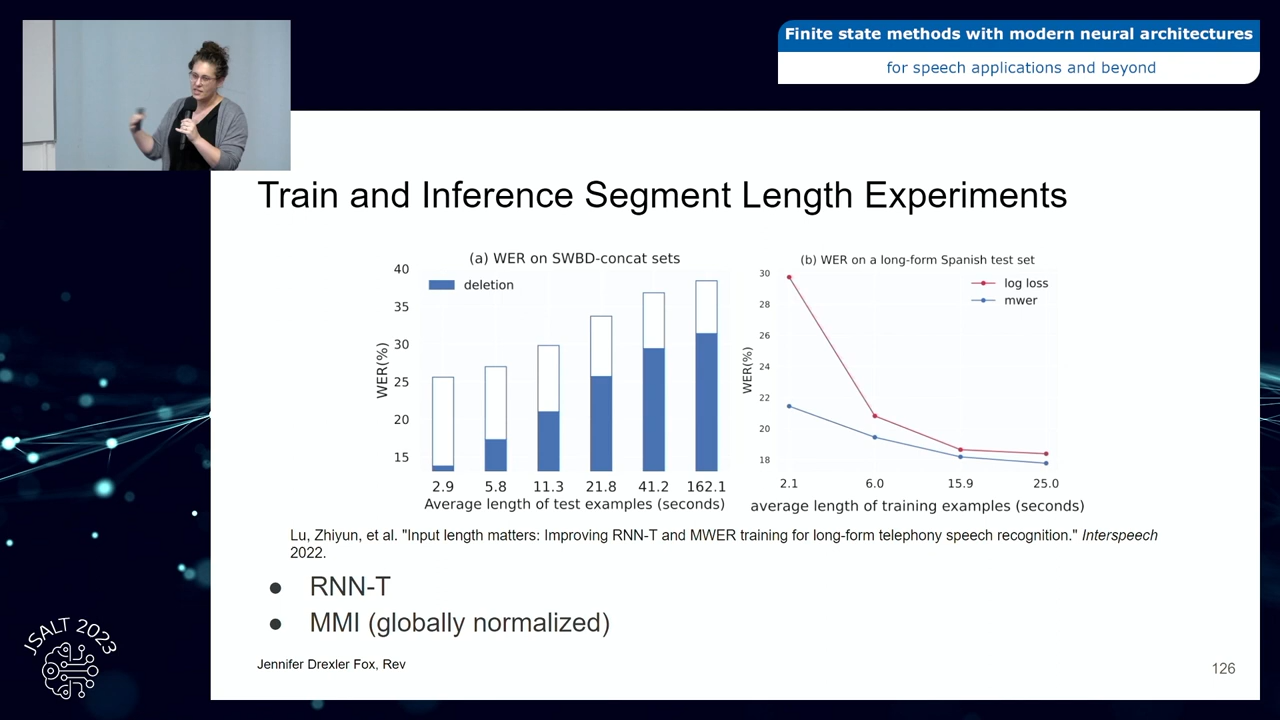 Finite state methods with modern neural architectures
for speech applications and beyond
Train and Inference Segment Length Experiments
(a) WER on SWBD-concat sets
40
35
30
25
20
15
WER(%)
deletion
2.9 5.8 11.3 21.8 41.2 162.1
Average length of test examples (seconds)
(b) WER on a long-form Spanish test set
30
28
26
24
22
20
18
WER(%)
log loss
mwer
2.1 6.0 15.9 25.0
average length of training examples (seconds)
Lu, Zhiyun, et al. "Input length matters: Improving RNN-T and MWER training for long-form telephony speech recognition." Interspeech
2022.
● RNN-T
● MMI (globally normalized)
Jennifer Drexler Fox, Rev
126
JSALT 2023